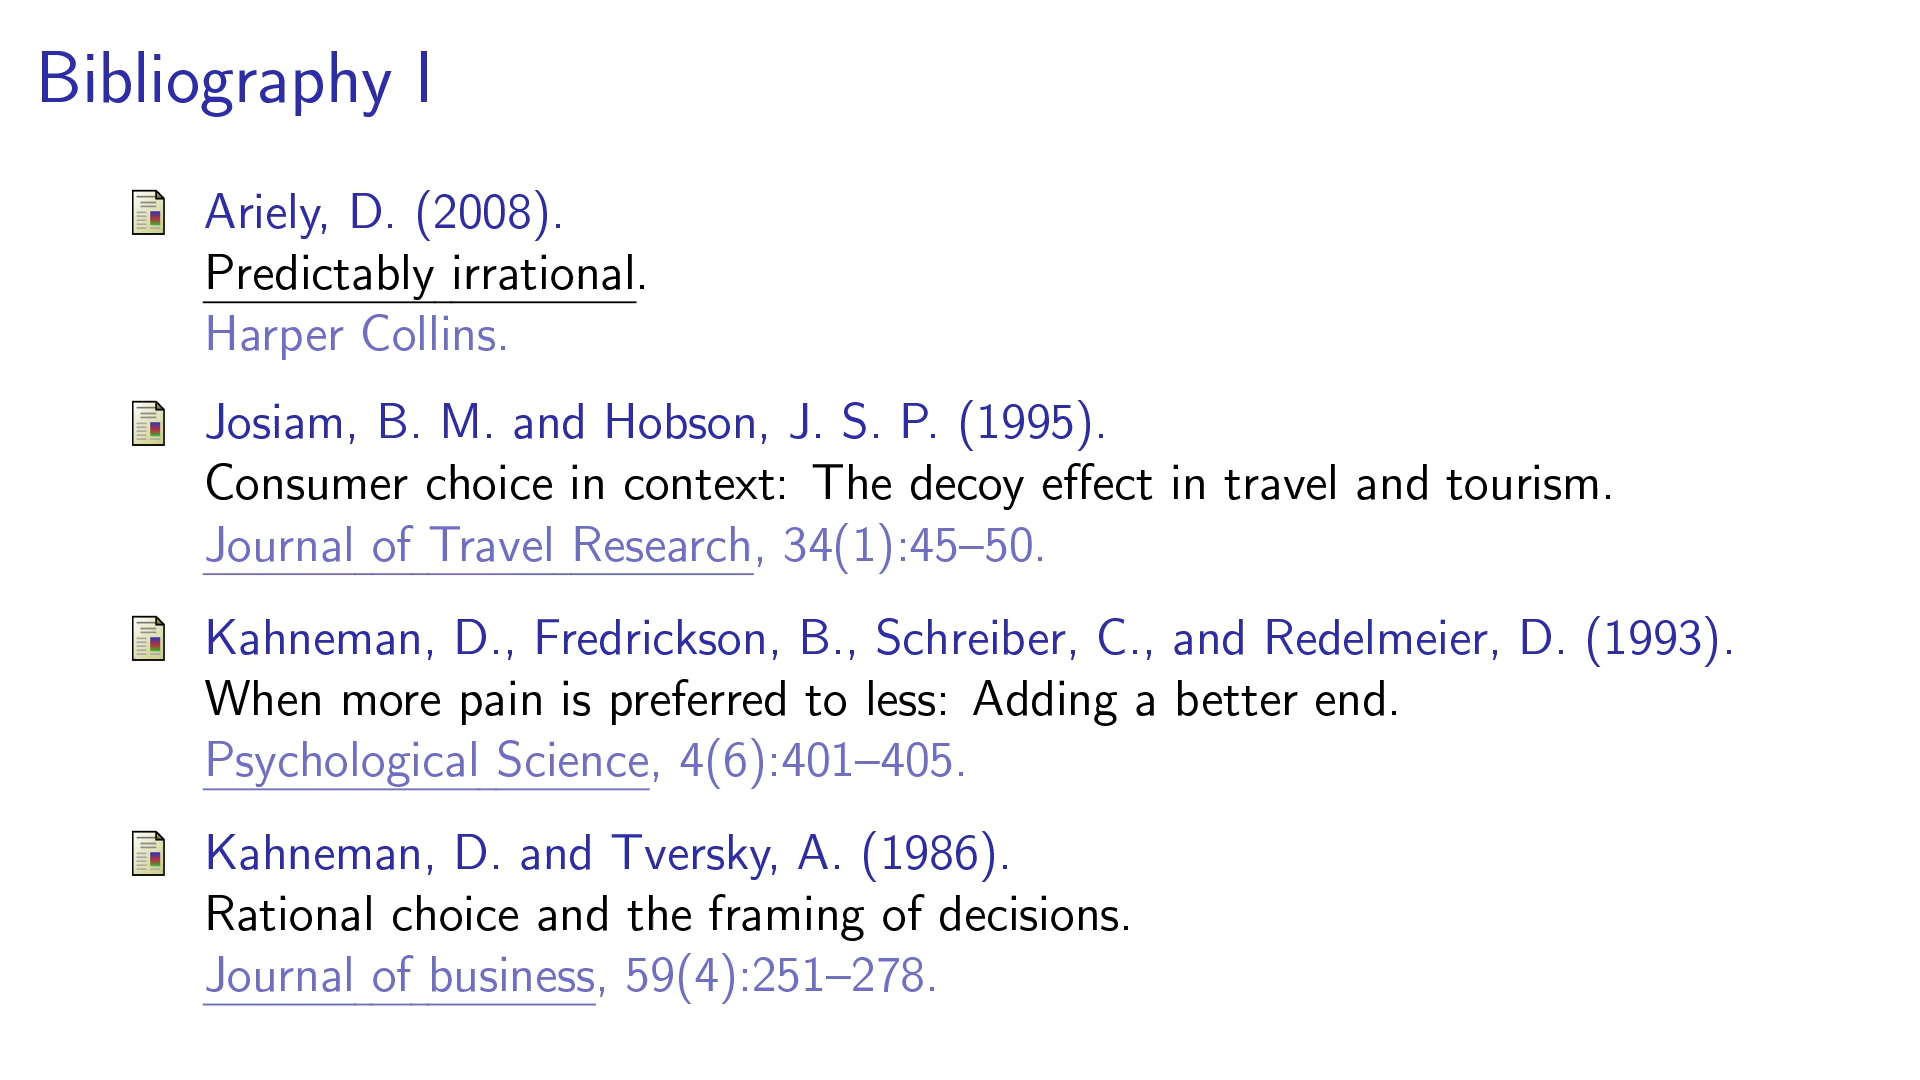 Bibliography I
Ariely, D. (2008).
Predictably irrational.
Harper Collins.
Josiam, B. M. and Hobson, J. S. P. (1995).
Consumer choice in context: The decoy effect in travel and tourism.
Journal of Travel Research, 34(1):45–50.
Kahneman, D., Fredrickson, B., Schreiber, C., and Redelmeier, D. (1993).
When more pain is preferred to less: Adding a better end.
Psychological Science, 4(6):401–405.
Kahneman, D. and Tversky, A. (1986).
Rational choice and the framing of decisions.
Journal of business, 59(4):251–278.